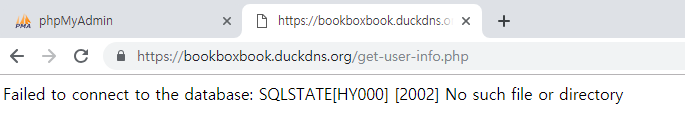 PMA phpMyAdmin × https://bookboxbook.duckdns.o × +
https://bookboxbook.duckdns.org/get-user-info.php
Failed to connect to the database: SQLSTATE[HY000] [2002] No such file or directory